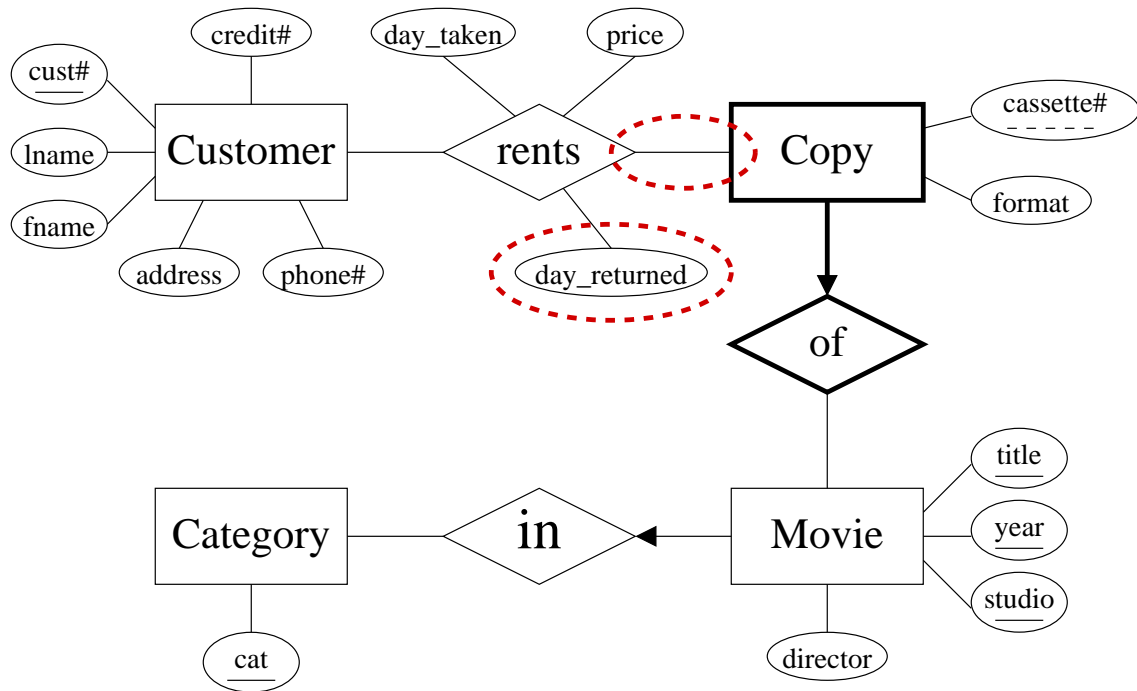 credit#
day_taken
price
cust#
cassette#
Customer
rents
Copy
lname
fname
format
address
phone#
day_returned
of
title
Category
in
Movie
year
studio
cat
director